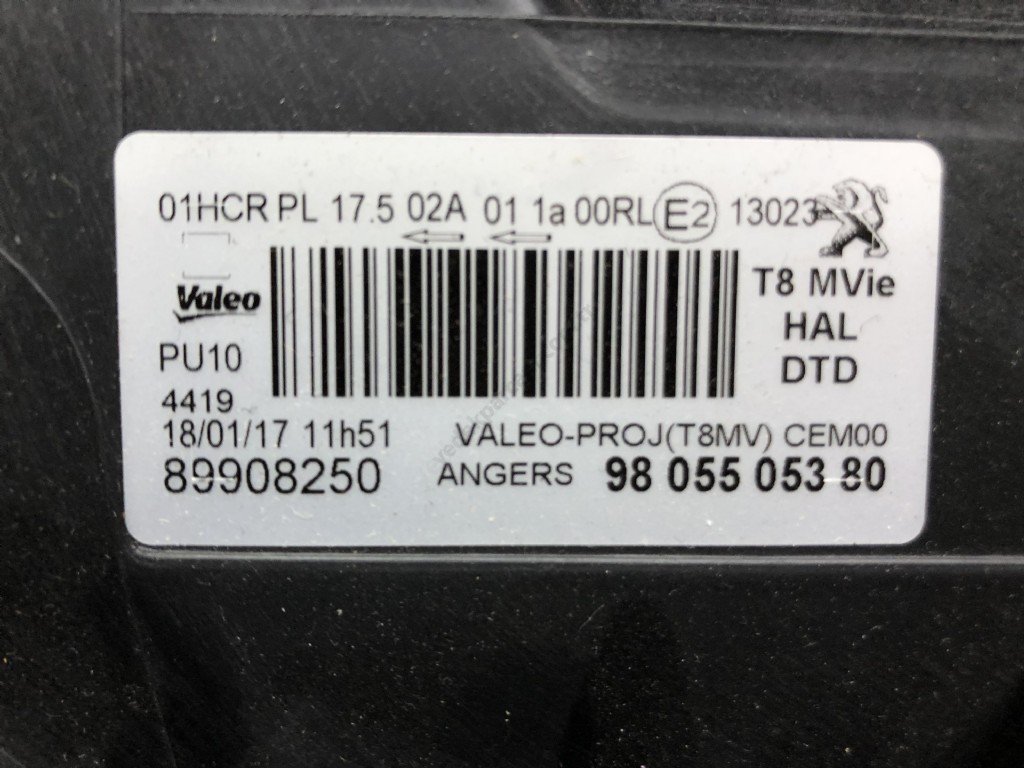 01HCR PL 17.5 02A 01 1a 00RL E2 13023
Valeo
T8 MVie
HAL
PU10
DTD
4419
18/01/17 11h51 VALEO-PROJ(T8MV) CEM00
89908250 ANGERS 98 055 053 80